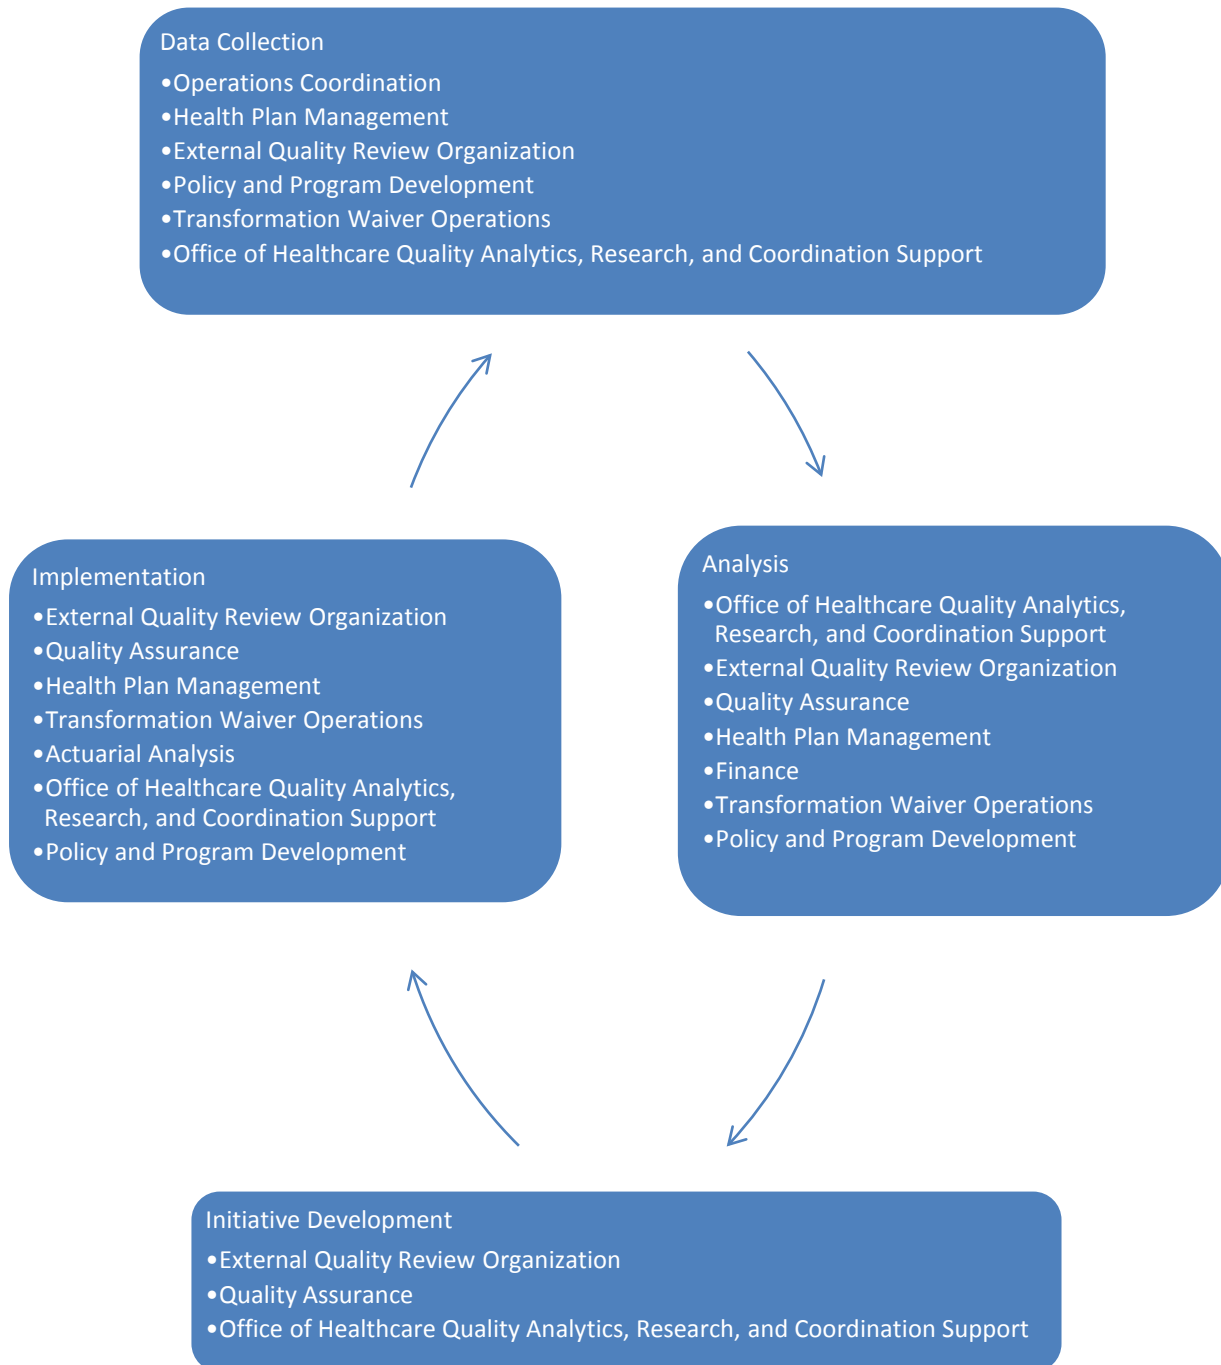 Data Collection
•Operations Coordination
•Health Plan Management
•External Quality Review Organization
•Policy and Program Development
•Transformation Waiver Operations
•Office of Healthcare Quality Analytics, Research, and Coordination Support
Implementation
•External Quality Review Organization
•Quality Assurance
•Health Plan Management
•Transformation Waiver Operations
•Actuarial Analysis
•Office of Healthcare Quality Analytics,
Research, and Coordination Support
•Policy and Program Development
Analysis
•Office of Healthcare Quality Analytics,
Research, and Coordination Support
•External Quality Review Organization
•Quality Assurance
•Health Plan Management
•Finance
•Transformation Waiver Operations
•Policy and Program Development
Initiative Development
•External Quality Review Organization
•Quality Assurance
•Office of Healthcare Quality Analytics, Research, and Coordination Support